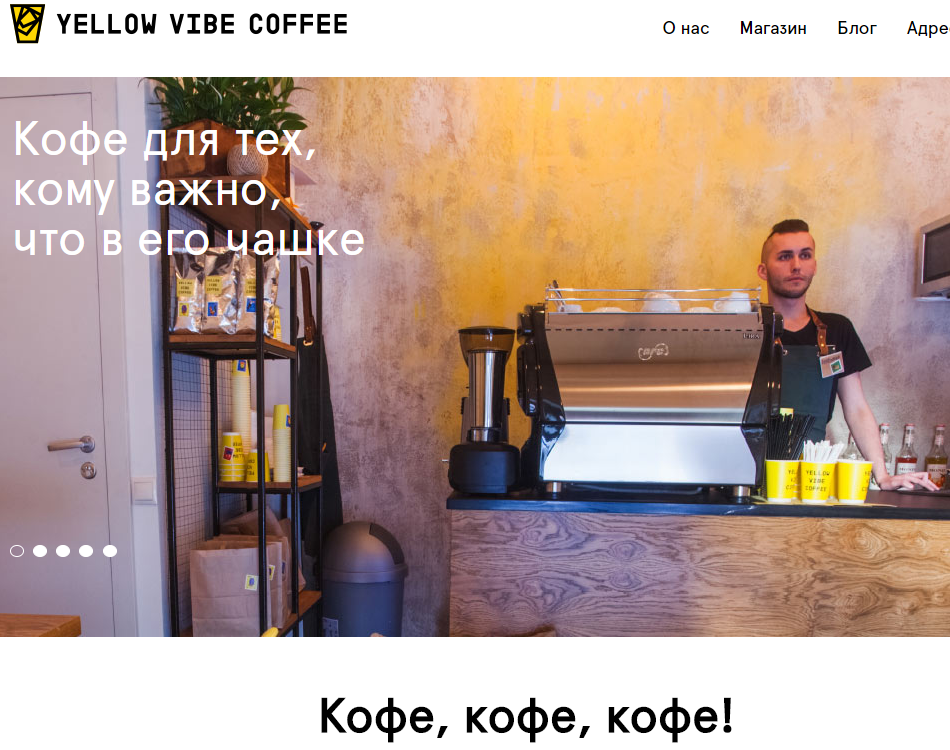 YELLOW VIBE COFFEE
О нас Магазин Блог Адре
Кофе для тех,
кому важно,
что в его чашке
YELLOW
VIBE
COFFEE
Кофе, кофе, кофе!